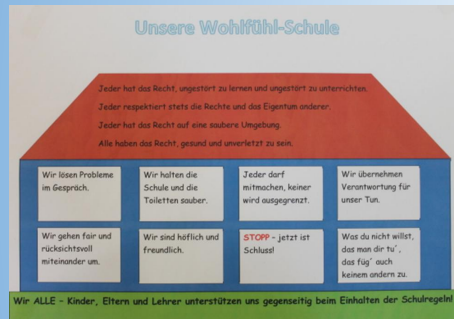 Unsere Wohlfühl-Schule
Jeder hat das Recht, ungestört zu lernen und ungestört zu unterrichten.
Jeder respektiert stets die Rechte und das Eigentum anderer.
Jeder hat das Recht auf eine saubere Umgebung.
Alle haben das Recht, gesund und unverletzt zu sein.
Wir lösen Probleme
im Gespräch.
Wir halten die
Schule und die
Toiletten sauber.
Jeder darf
mitmachen, keiner
wird ausgegrenzt.
Wir übernehmen
Verantwortung für
unser Tun.
Wir gehen fair und
rücksichtsvoll
miteinander um.
Wir sind höflich und
freundlich.
STOPP – jetzt ist
Schluss!
Was du nicht willst,
das man dir tu´,
das füg´ auch
keinem andern zu.
Wir ALLE – Kinder, Eltern und Lehrer unterstützen uns gegenseitig beim Einhalten der Schulregeln!